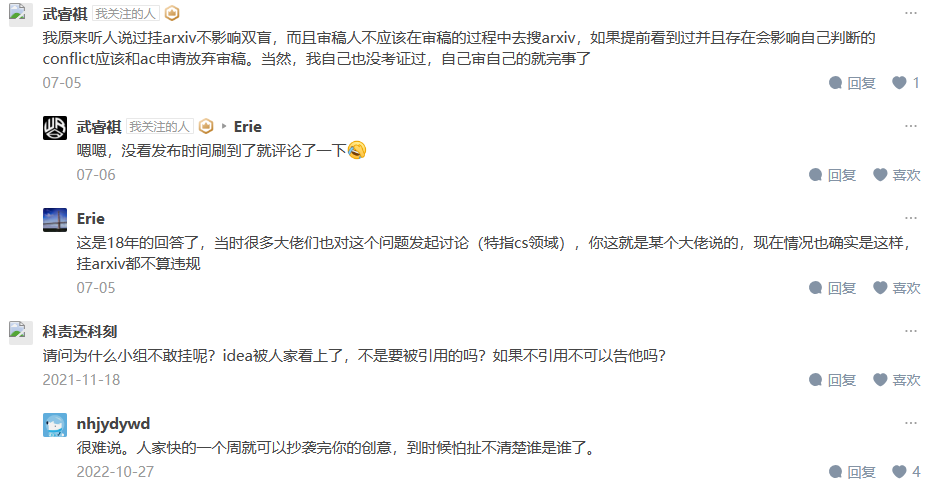 武睿祺 我关注的人
我原来听人说过挂arxiv不影响双盲，而且审稿人不应该在审稿的过程中去搜arxiv，如果提前看到过并且存在会影响自己判断的
conflict应该和ac申请放弃审稿。当然，我自己也没考证过，自己审自己的就完事了
07-05 回复 1
武睿祺 我关注的人 Erie
嗯嗯，没看发布时间刷到了就评论了一下
07-06 回复 喜欢
Erie
这是18年的回答了，当时很多大佬们也对这个问题发起讨论（特指cs领域），你这就是某个大佬说的，现在情况也确实是这样，
挂arxiv都不算违规
07-05 回复 喜欢
科责还科刻
请问为什么小组不敢挂呢？idea被人家看上了，不是要被引用的吗？如果不引用不可以告他吗？
2021-11-18 回复 喜欢
nhjydywd
很难说。人家快的一个周就可以抄袭完你的创意，到时候怕扯不清楚谁是谁了。
2022-10-27 回复 4